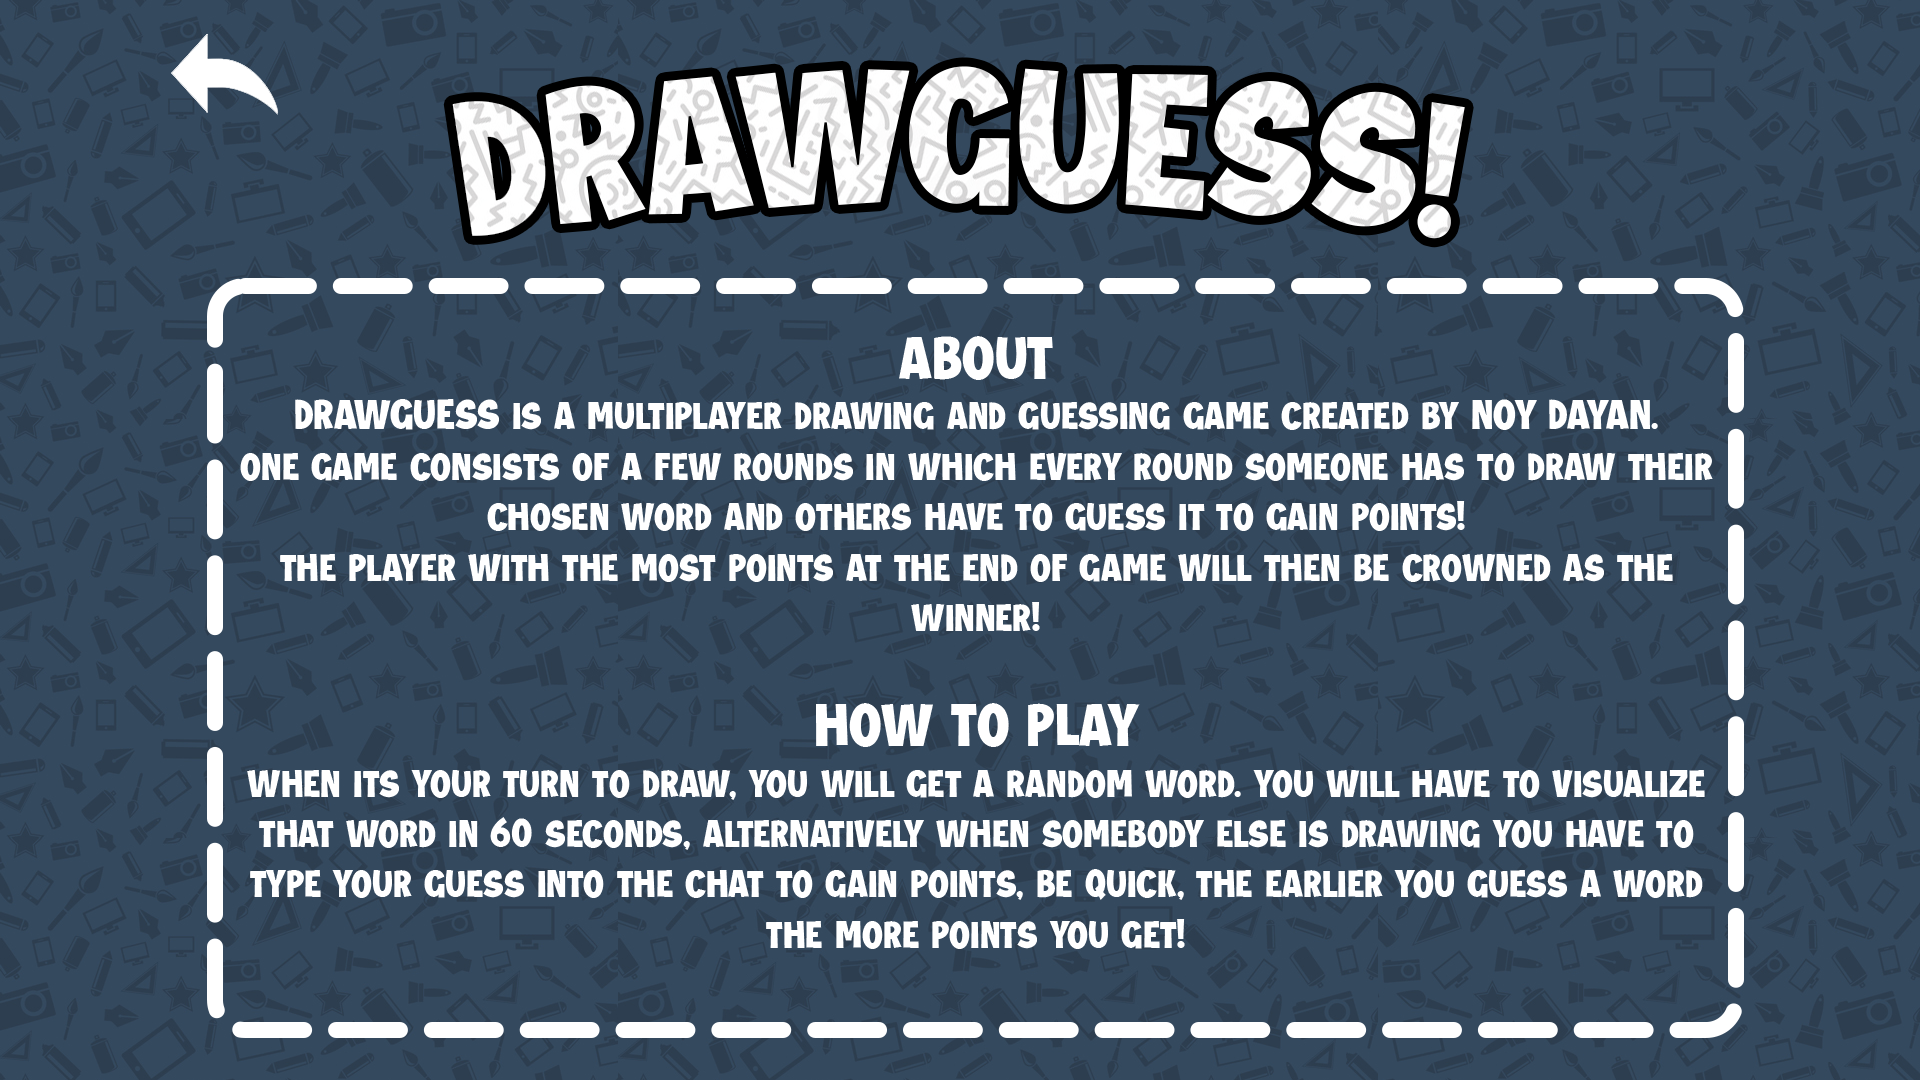 DRAWGUESS!
ABOUT
DRAWGUESS IS A MULTIPLAYER DRAWING AND GUESSING GAME CREATED BY NOY DAYAN.
ONE GAME CONSISTS OF A FEW ROUNDS IN WHICH EVERY ROUND SOMEONE HAS TO DRAW THEIR
CHOSEN WORD AND OTHERS HAVE TO GUESS IT TO GAIN POINTS!
THE PLAYER WITH THE MOST POINTS AT THE END OF GAME WILL THEN BE CROWNED AS THE
WINNER!
HOW TO PLAY
WHEN ITS YOUR TURN TO DRAW, YOU WILL GET A RANDOM WORD. YOU WILL HAVE TO VISUALIZE
THAT WORD IN 60 SECONDS, ALTERNATIVELY WHEN SOMEBODY ELSE IS DRAWING YOU HAVE TO
TYPE YOUR GUESS INTO THE CHAT TO GAIN POINTS, BE QUICK, THE EARLIER YOU GUESS A WORD
THE MORE POINTS YOU GET!